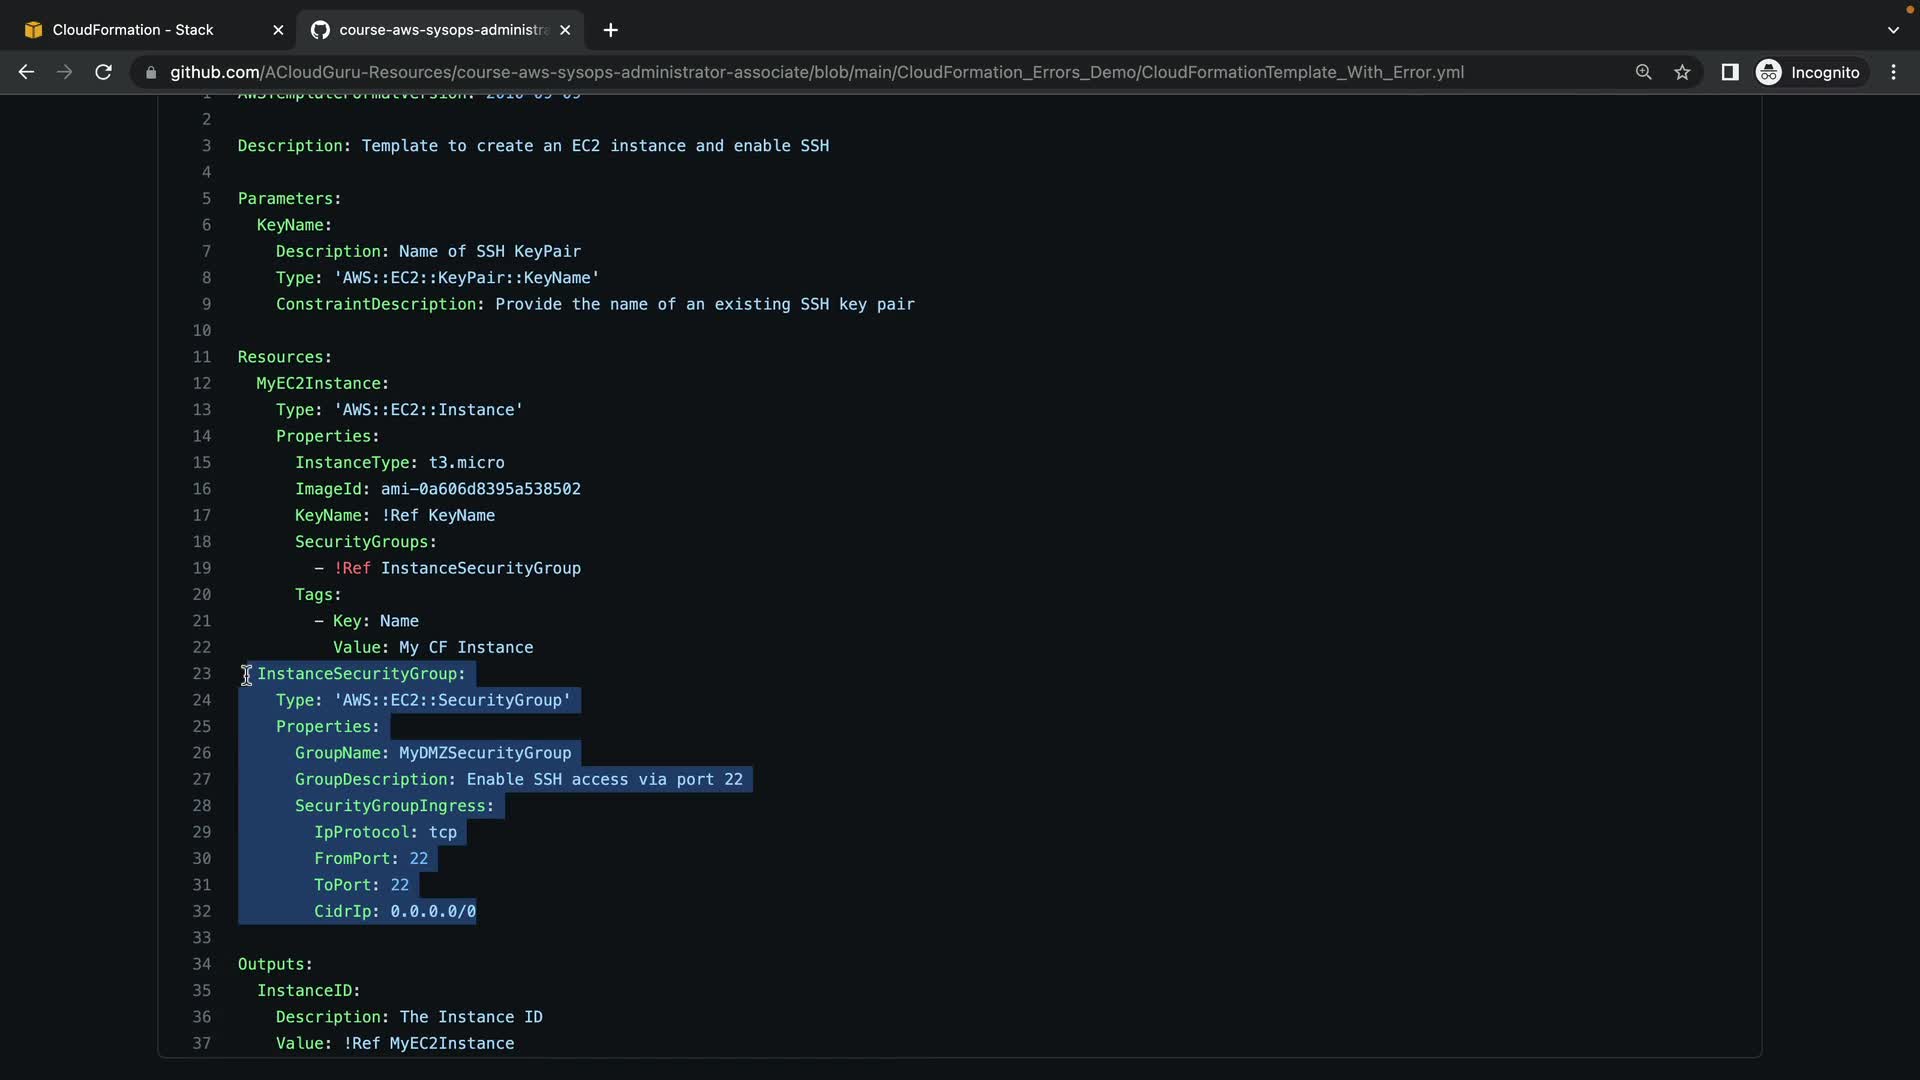 CloudFormation - Stack
course-aws-sysops-administra
github.com/ACloudGuru-Resources/course-aws-sysops-administrator-associate/blob/main/CloudFormation_Errors_Demo/CloudFormationTemplate_With_Error.yml
Incognito
1 AWSTemplateFormatVersion: 2010-09-09
2
3 Description: Template to create an EC2 instance and enable SSH
4
5 Parameters:
6 KeyName:
7 Description: Name of SSH KeyPair
8 Type: 'AWS::EC2::KeyPair::KeyName'
9 ConstraintDescription: Provide the name of an existing SSH key pair
10
11 Resources:
12 MyEC2Instance:
13 Type: 'AWS::EC2::Instance'
14 Properties:
15 InstanceType: t3.micro
16 ImageId: ami-0a606d8395a538502
17 KeyName: !Ref KeyName
18 SecurityGroups:
19 - !Ref InstanceSecurityGroup
20 Tags:
21 - Key: Name
22 Value: My CF Instance
23 InstanceSecurityGroup:
24 Type: 'AWS::EC2::SecurityGroup'
25 Properties:
26 GroupName: MyDMZSecurityGroup
27 GroupDescription: Enable SSH access via port 22
28 SecurityGroupIngress:
29 IpProtocol: tcp
30 FromPort: 22
31 ToPort: 22
32 CidrIp: 0.0.0.0/0
33
34 Outputs:
35 InstanceID:
36 Description: The Instance ID
37 Value: !Ref MyEC2Instance